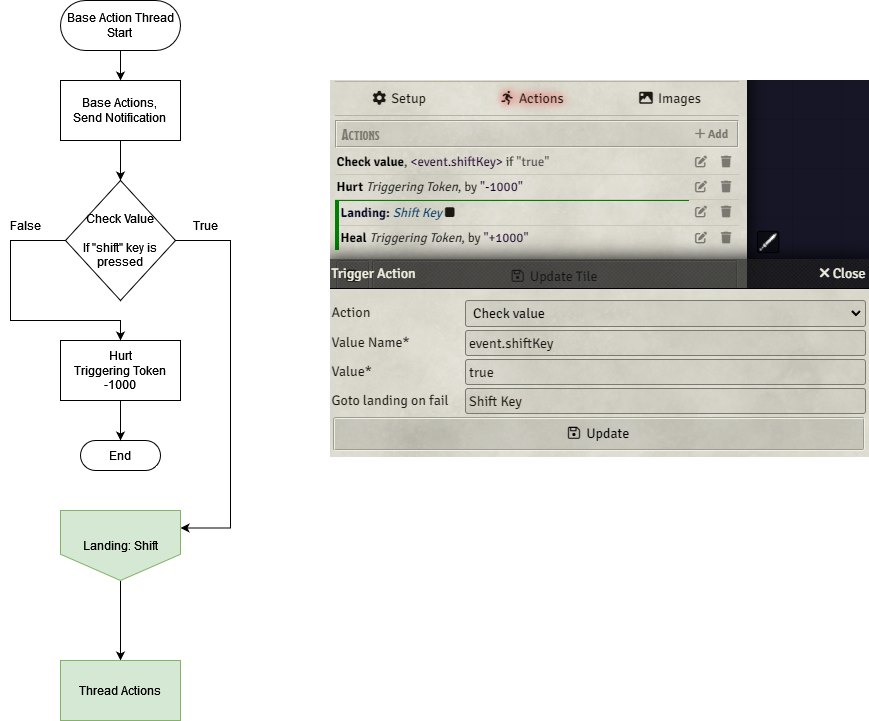 Base Action Thread
Start
Base Actions,
Send Notification
Check Value
If "shift" key is
pressed
False
True
Hurt
Triggering Token
-1000
End
Landing: Shift
Thread Actions
Setup
Actions
Images
ACTIONS
+ Add
Check value, <event.shiftKey> if "true"
Hurt Triggering Token, by "-1000"
Landing: Shift Key
Heal Triggering Token, by "+1000"
Trigger Action
Update Tile
Close
Action
Check value
Value Name*
event.shiftKey
Value*
true
Goto landing on fail
Shift Key
Update